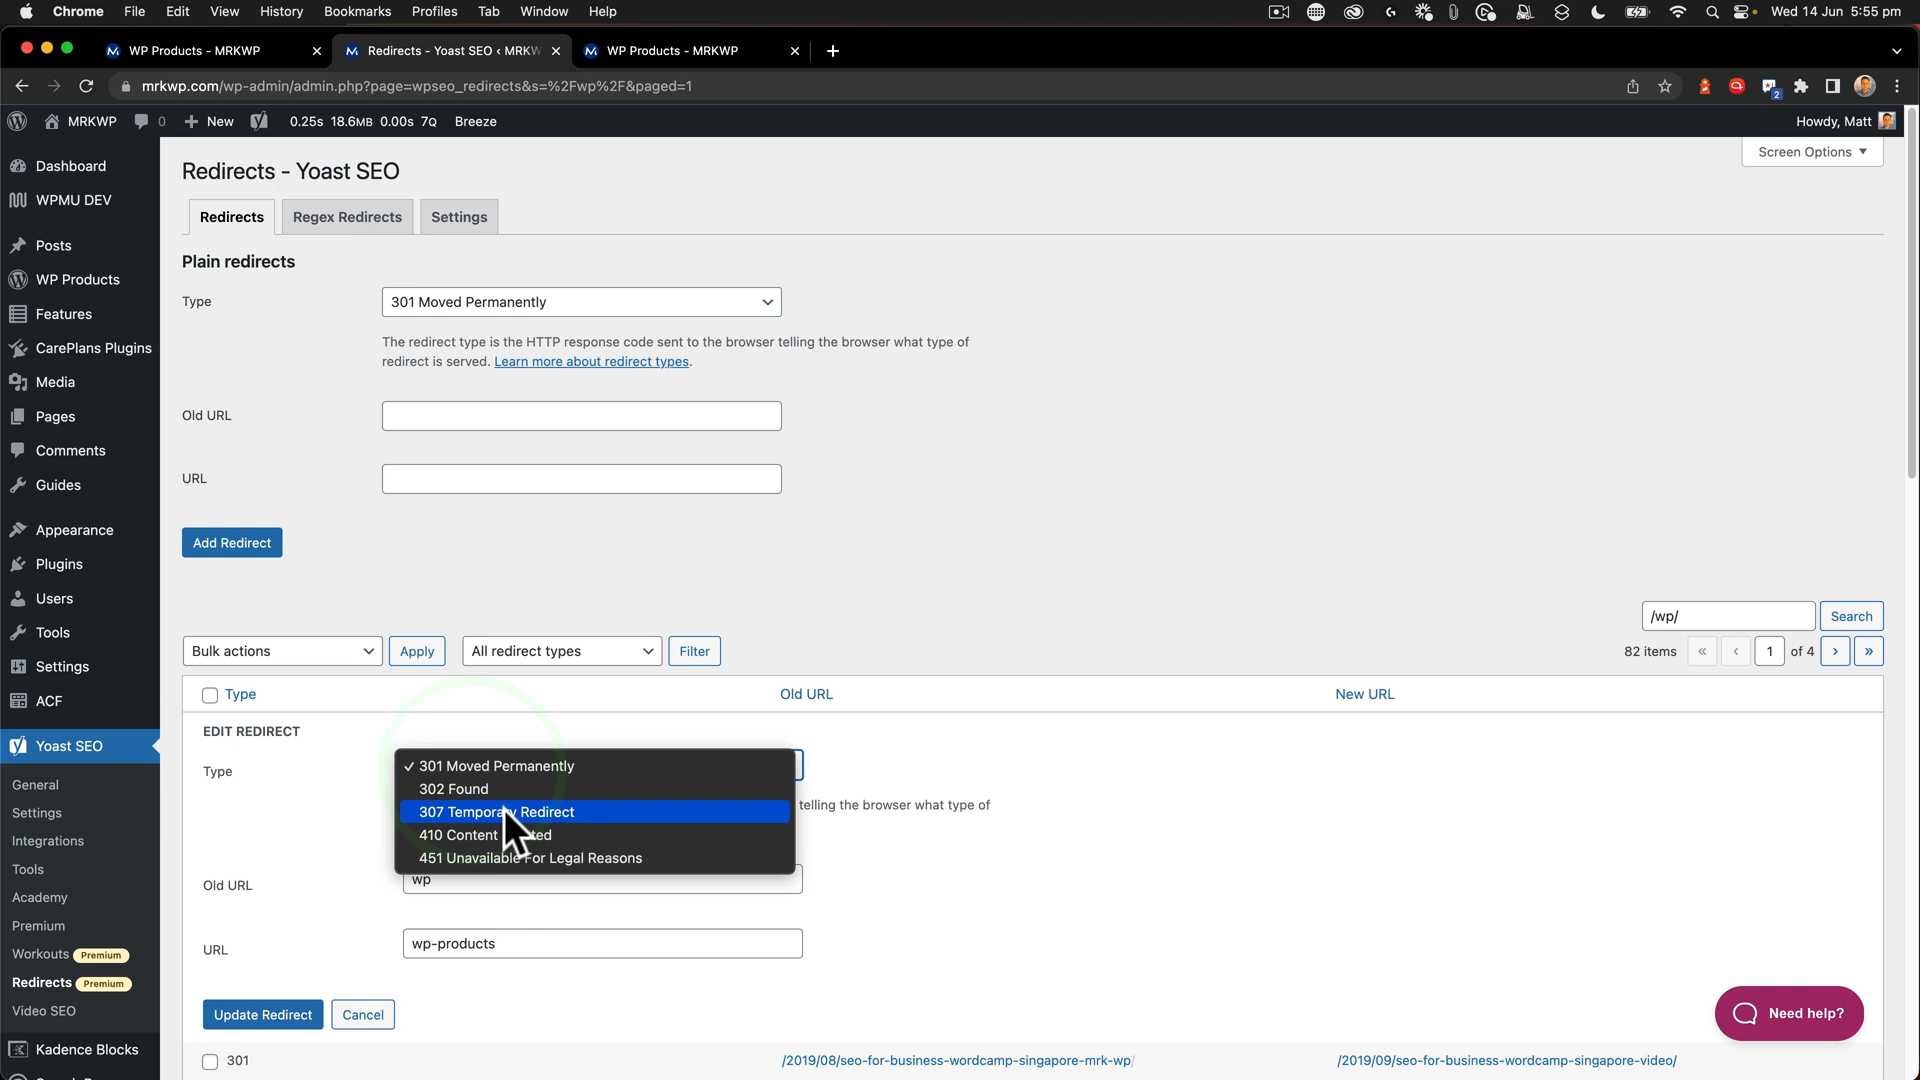 Chrome File Edit View History Bookmarks Profiles Tab Window Help Wed 14 Jun 5:55 pm
WP Products - MRKWP
Redirects - Yoast SEO ‹ MRKW
WP Products - MRKWP
mrkwp.com/wp-admin/admin.php?page=wpseo_redirects&s=%2Fwp%2F&paged=1
2
MRKWP 0 New 0.25s 18.6MB 0.00s 7Q Breeze Howdy, Matt
Dashboard
WPMU DEV
Posts
WP Products
Features
CarePlans Plugins
Media
Pages
Comments
Guides
Appearance
Plugins
Users
Tools
Settings
ACF
Yoast SEO
General
Settings
Integrations
Tools
Academy
Premium
Workouts Premium
Redirects Premium
Video SEO
Kadence Blocks
Screen Options
Redirects - Yoast SEO
Redirects Regex Redirects Settings
Plain redirects
Type 301 Moved Permanently
The redirect type is the HTTP response code sent to the browser telling the browser what type of
redirect is served. Learn more about redirect types.
Old URL
URL
Add Redirect
/wp/ Search
Bulk actions Apply All redirect types Filter 82 items « ‹ 1 of 4 › »
Type Old URL New URL
EDIT REDIRECT
Type
✓ 301 Moved Permanently
302 Found
307 Temporary Redirect
telling the browser what type of
410 Content
451 Unavailable For Legal Reasons
Old URL wp
URL wp-products
Update Redirect Cancel
Need help?
301 /2019/08/seo-for-business-wordcamp-singapore-mrk-wp/ /2019/09/seo-for-business-wordcamp-singapore-video/